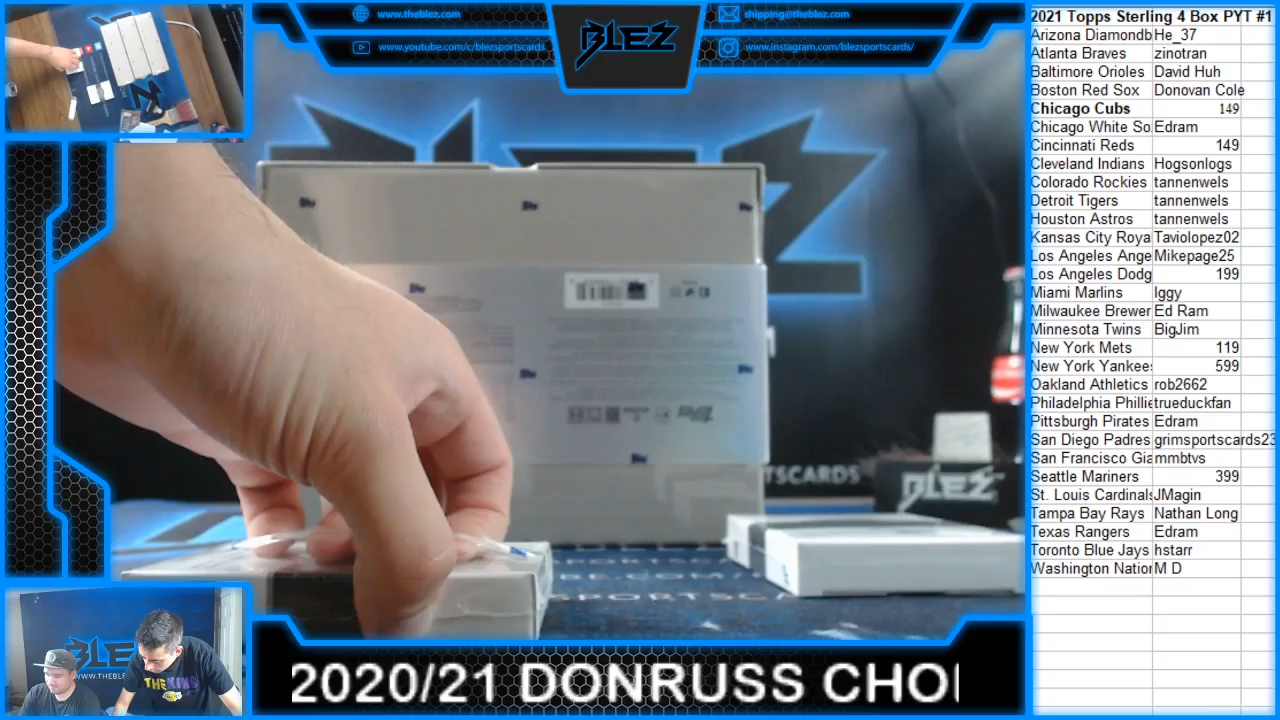 www.theblez.com
shipping@theblez.com
BLEZ
www.youtube.com/c/blezsportscards/
www.instagram.com/blezsportscards/
2021 Topps Sterling 4 Box PYT #1
Arizona Diamondb He_37
Atlanta Braves zinotran
Baltimore Orioles David Huh
Boston Red Sox Donovan Cole
Chicago Cubs 149
Chicago White So Edram
Cincinnati Reds 149
Cleveland Indians Hogsonlogs
Colorado Rockies tannenwels
Detroit Tigers tannenwels
Houston Astros tannenwels
Kansas City Roya Taviolopez02
Los Angeles Ange Mikepage25
Los Angeles Dodg 199
Miami Marlins Iggy
Milwaukee Brewer Ed Ram
Minnesota Twins BigJim
New York Mets 119
New York Yankee 599
Oakland Athletics rob2662
Philadelphia Phillie trueduckfan
Pittsburgh Pirates Edram
San Diego Padres grimsportscards23
San Francisco Gia mmbtvs
Seattle Mariners 399
St. Louis Cardinals JMagin
Tampa Bay Rays Nathan Long
Texas Rangers Edram
Toronto Blue Jays hstarr
Washington Nation M D
TSCARDS
BLEZ
BLE
THE KING
2020/21 DONRUSS CHOI